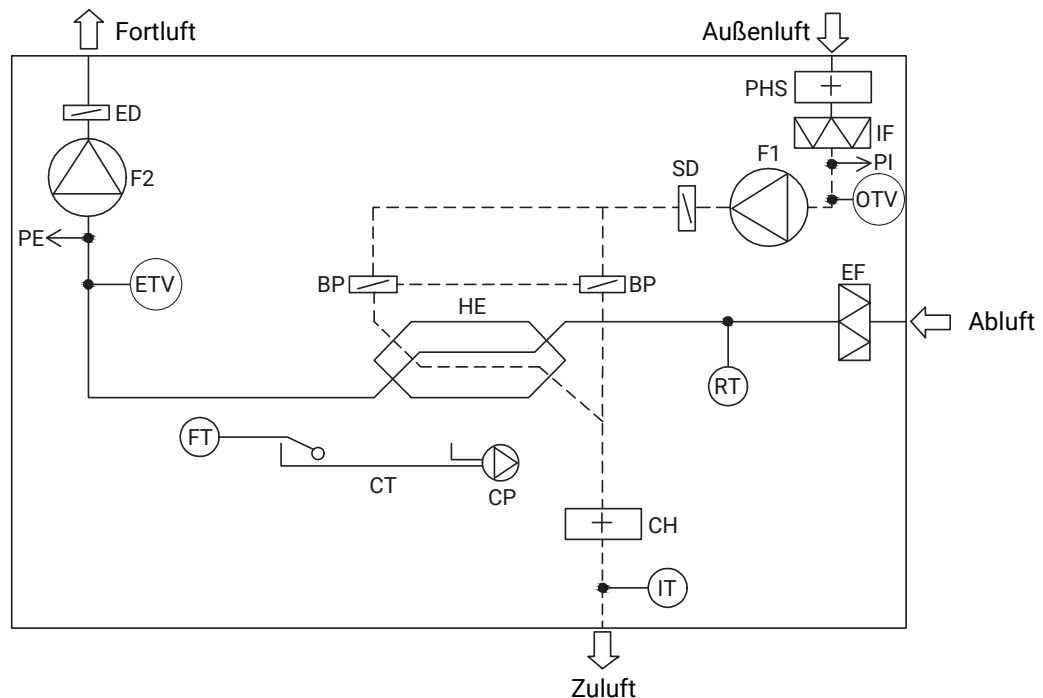 Fortluft
Außenluft
PHS
ED
IF
F1
PI
F2
SD
OTV
PE
EF
ETV
BP
BP
HE
Abluft
RT
FT
CT
CP
CH
IT
Zuluft